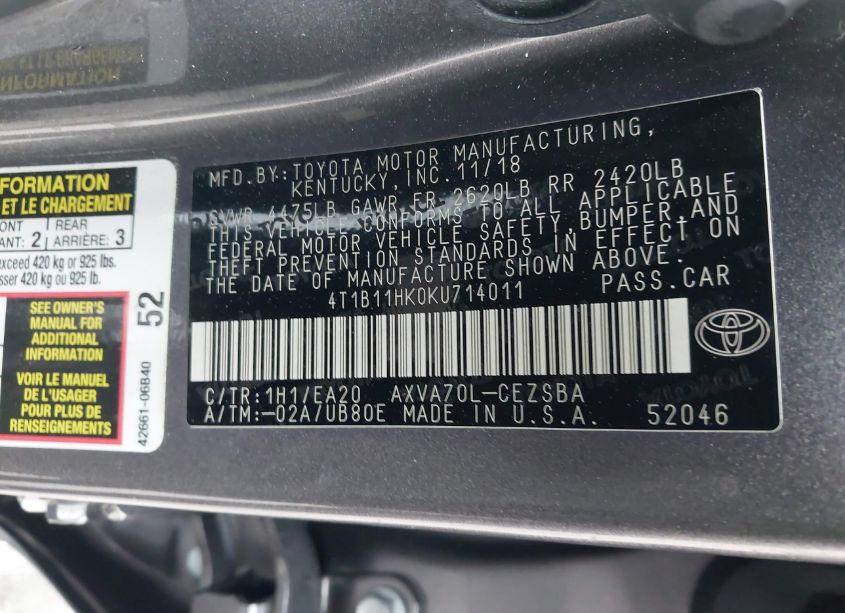 FORMATION
ET LE CHARGEMENT
ONT REAR
ANT: 2 ARRIÈRE: 3
exceed 420 kg or 925 lbs.
sser 420 kg ou 925 lb.
SEE OWNER'S
MANUAL FOR
ADDITIONAL
INFORMATION
VOIR LE MANUEL
DE L'USAGER
POUR PLUS DE
RENSEIGNEMENTS
52
42661-06B40
MFD.BY:TOYOTA MOTOR MANUFACTURING,
KENTUCKY, INC.11/18
GVWR 4475LB GAWR FR 2620LB RR 2420LB
THIS VEHICLE CONFORMS TO ALL APPLICABLE
FEDERAL MOTOR VEHICLE SAFETY,BUMPER,AND
THEFT PREVENTION STANDARDS IN EFFECT ON
THE DATE OF MANUFACTURE SHOWN ABOVE.
4T1B11HK0KU714011 PASS.CAR
C/TR:1H1/EA20 AXVA70L-CEZSBA
A/TM:-02A/UB80E MADE IN U.S.A. 52046